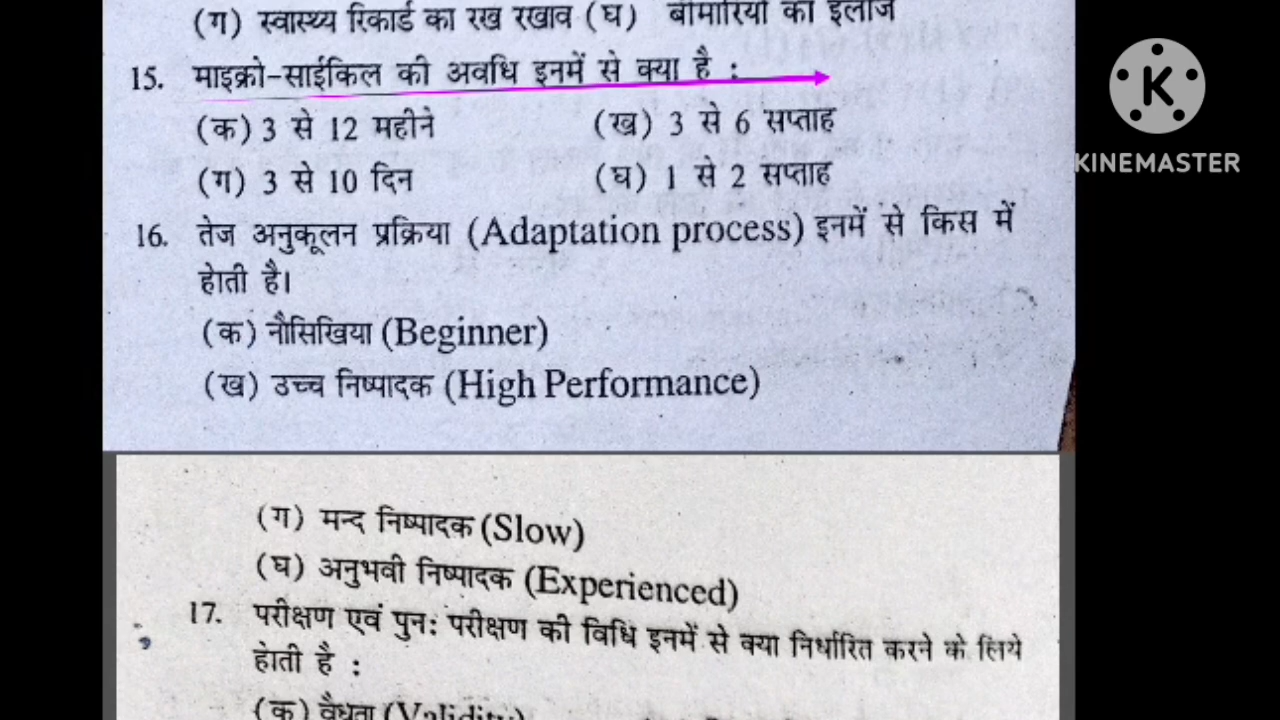 (ग) स्वास्थ्य रिकार्ड का रख रखाव (घ) बीमारियों का इलाज
15. माइक्रो-साईकिल की अवधि इनमें से क्या है :
(क) 3 से 12 महीने (ख) 3 से 6 सप्ताह
(ग) 3 से 10 दिन (घ) 1 से 2 सप्ताह
16. तेज अनुकूलन प्रक्रिया (Adaptation process) इनमें से किस में
होती है।
(क) नौसिखिया (Beginner)
(ख) उच्च निष्पादक (High Performance)
(ग) मन्द निष्पादक (Slow)
(घ) अनुभवी निष्पादक (Experienced)
17. परीक्षण एवं पुनः परीक्षण की विधि इनमें से क्या निर्धारित करने के लिये
होती है :
(क) वैधता (Validity)
K
KINEMASTER